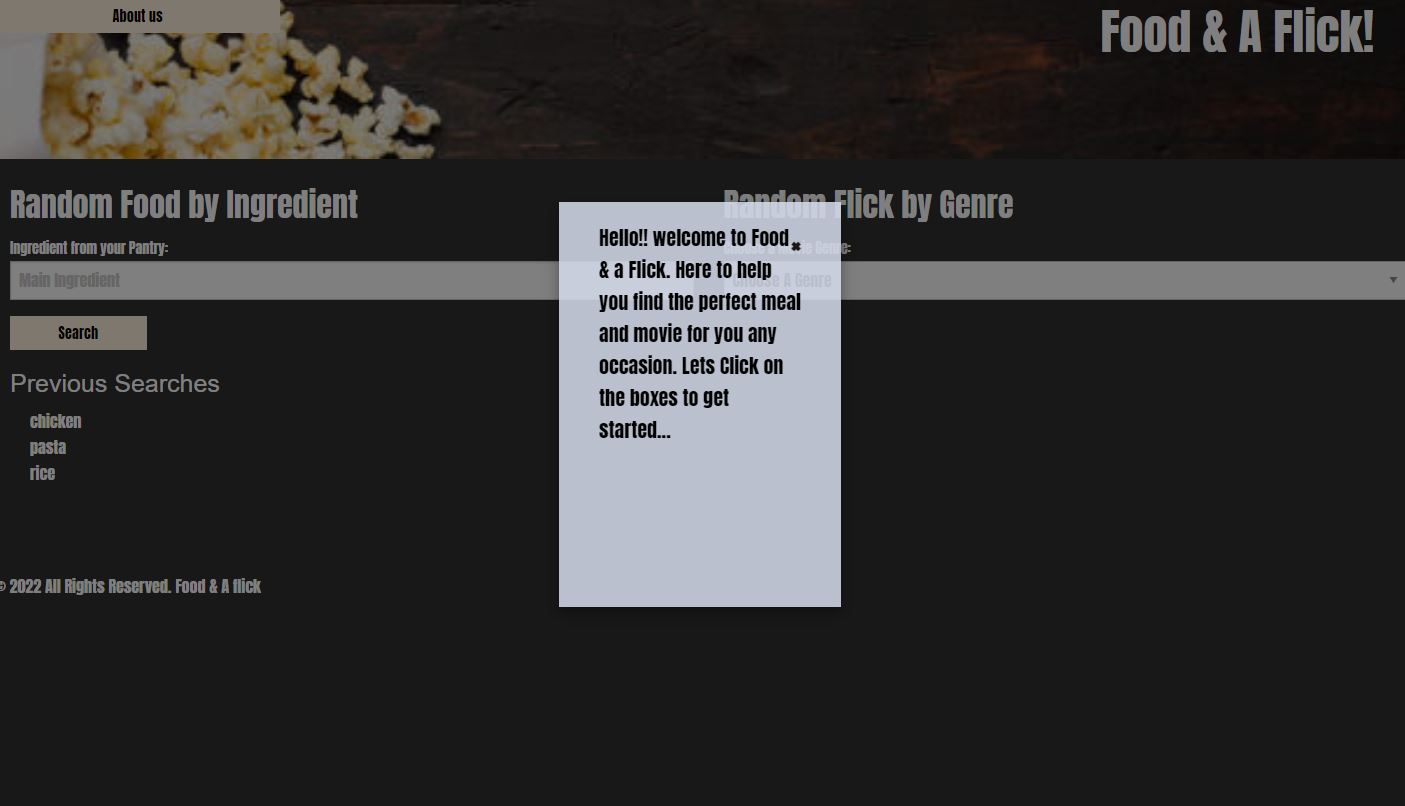 About us
Food & A Flick!
Random Food by Ingredient
Ingredient from your Pantry:
Main Ingredient
Search
Previous Searches
chicken
pasta
rice
© 2022 All Rights Reserved. Food & A flick
Random Flick by Genre
Genre:
Choose A Genre
Hello!! welcome to Food
& a Flick. Here to help
you find the perfect meal
and movie for you any
occasion. Lets Click on
the boxes to get
started...